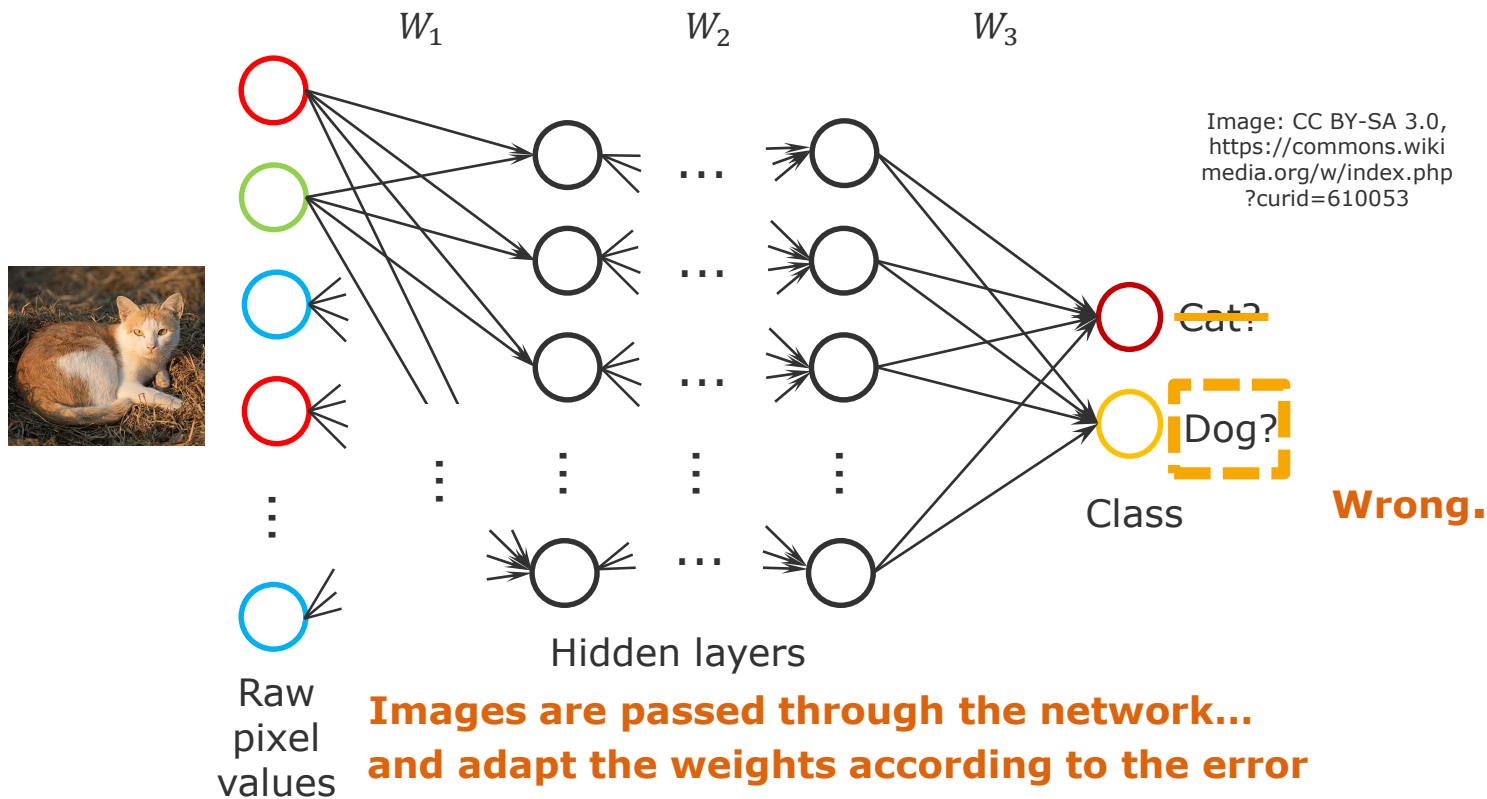 W₁ W₂ W₃
Image: CC BY-SA 3.0,
https://commons.wiki
media.org/w/index.php
?curid=610053
...
...
...
...
Cat?
Dog?
Class
Wrong.
Hidden layers
Raw
pixel
values
Images are passed through the network...
and adapt the weights according to the error